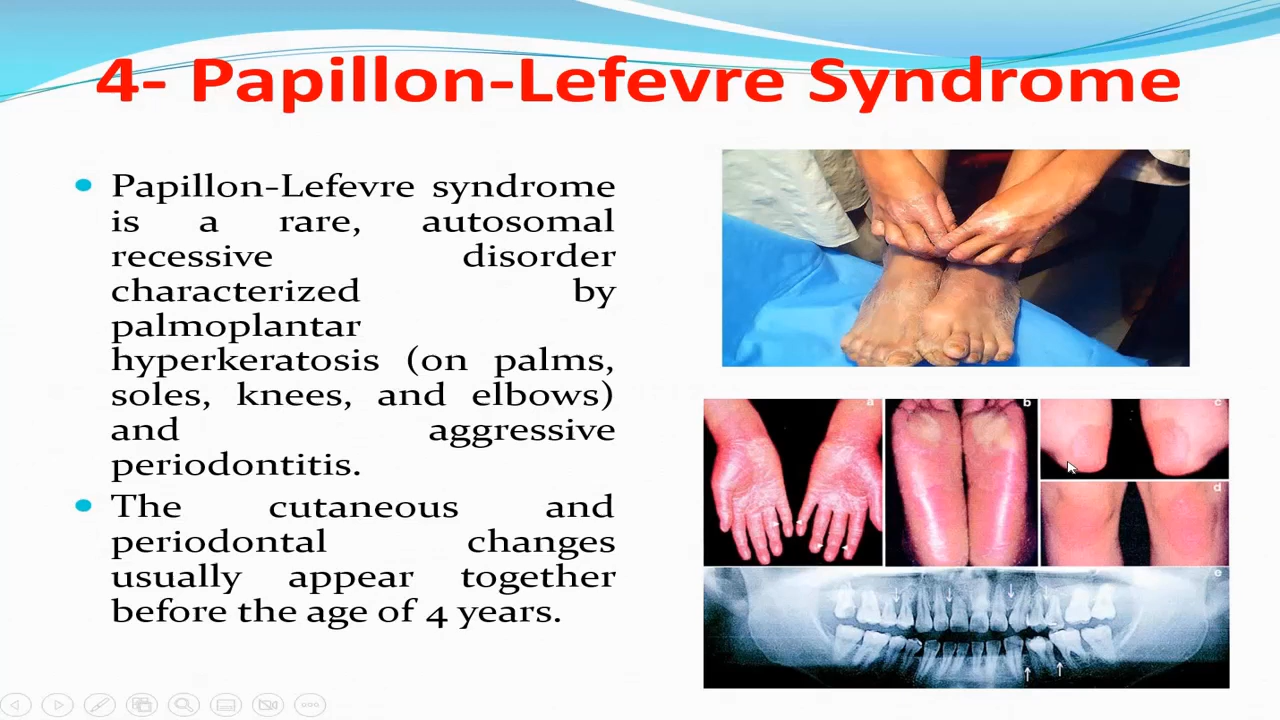 4- Papillon-Lefevre Syndrome
Papillon-Lefevre syndrome
is a rare, autosomal
recessive disorder
characterized by
palmoplantar
hyperkeratosis (on palms,
soles, knees, and elbows)
and aggressive
periodontitis.
The cutaneous and
periodontal changes
usually appear together
before the age of 4 years.
a
b
c
d
e